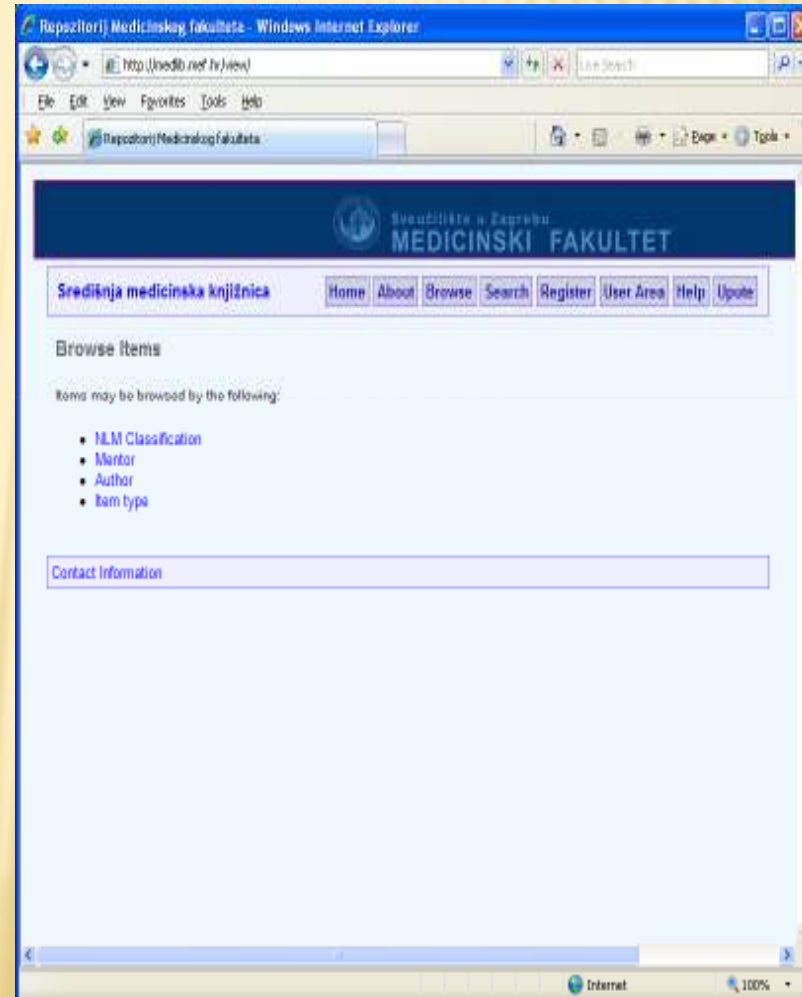 Repozitorij Medicinskog fakulteta - Windows Internet Explorer
http://medlib.mef.hr/view/
Live Search
File Edit View Favorites Tools Help
Repozitorij Medicinskog fakulteta
Page Tools
Sveučilište u Zagrebu
MEDICINSKI FAKULTET
Središnja medicinska knjižnica
Home About Browse Search Register User Area Help Upute
Browse Items
Items may be browsed by the following:
• NLM Classification
• Mentor
• Author
• Item type
Contact Information
Internet 100%